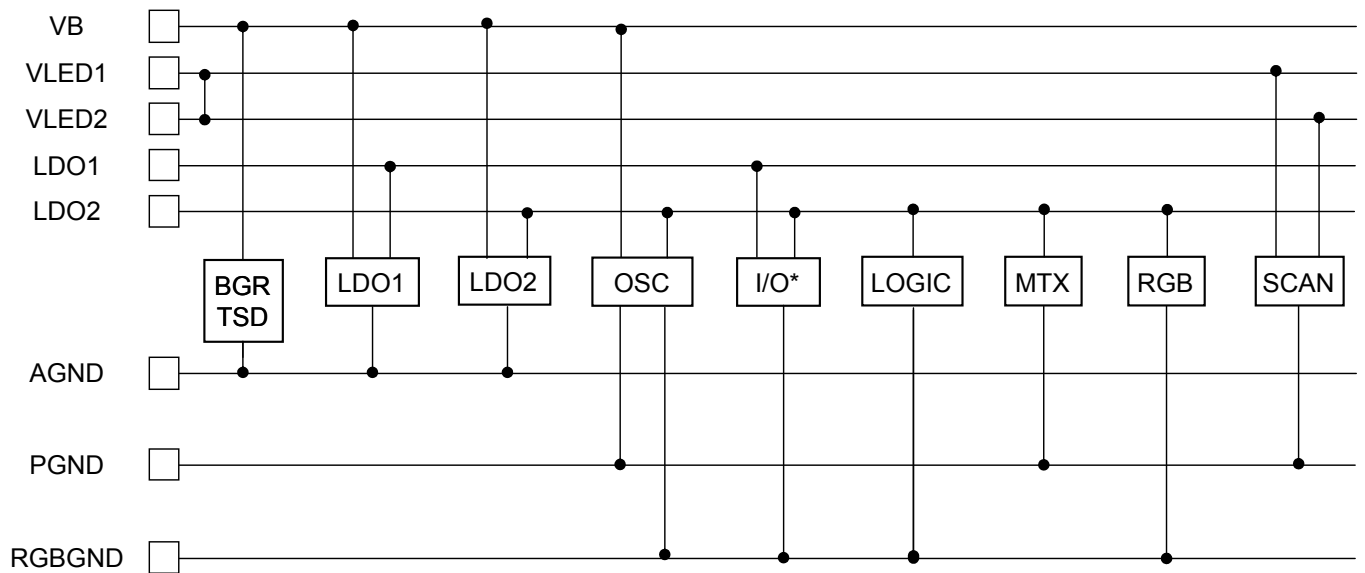 VB
VLED1
VLED2
LDO1
LDO2
BGR
TSD
LDO1
LDO2
OSC
I/O*
LOGIC
MTX
RGB
SCAN
AGND
PGND
RGBGND